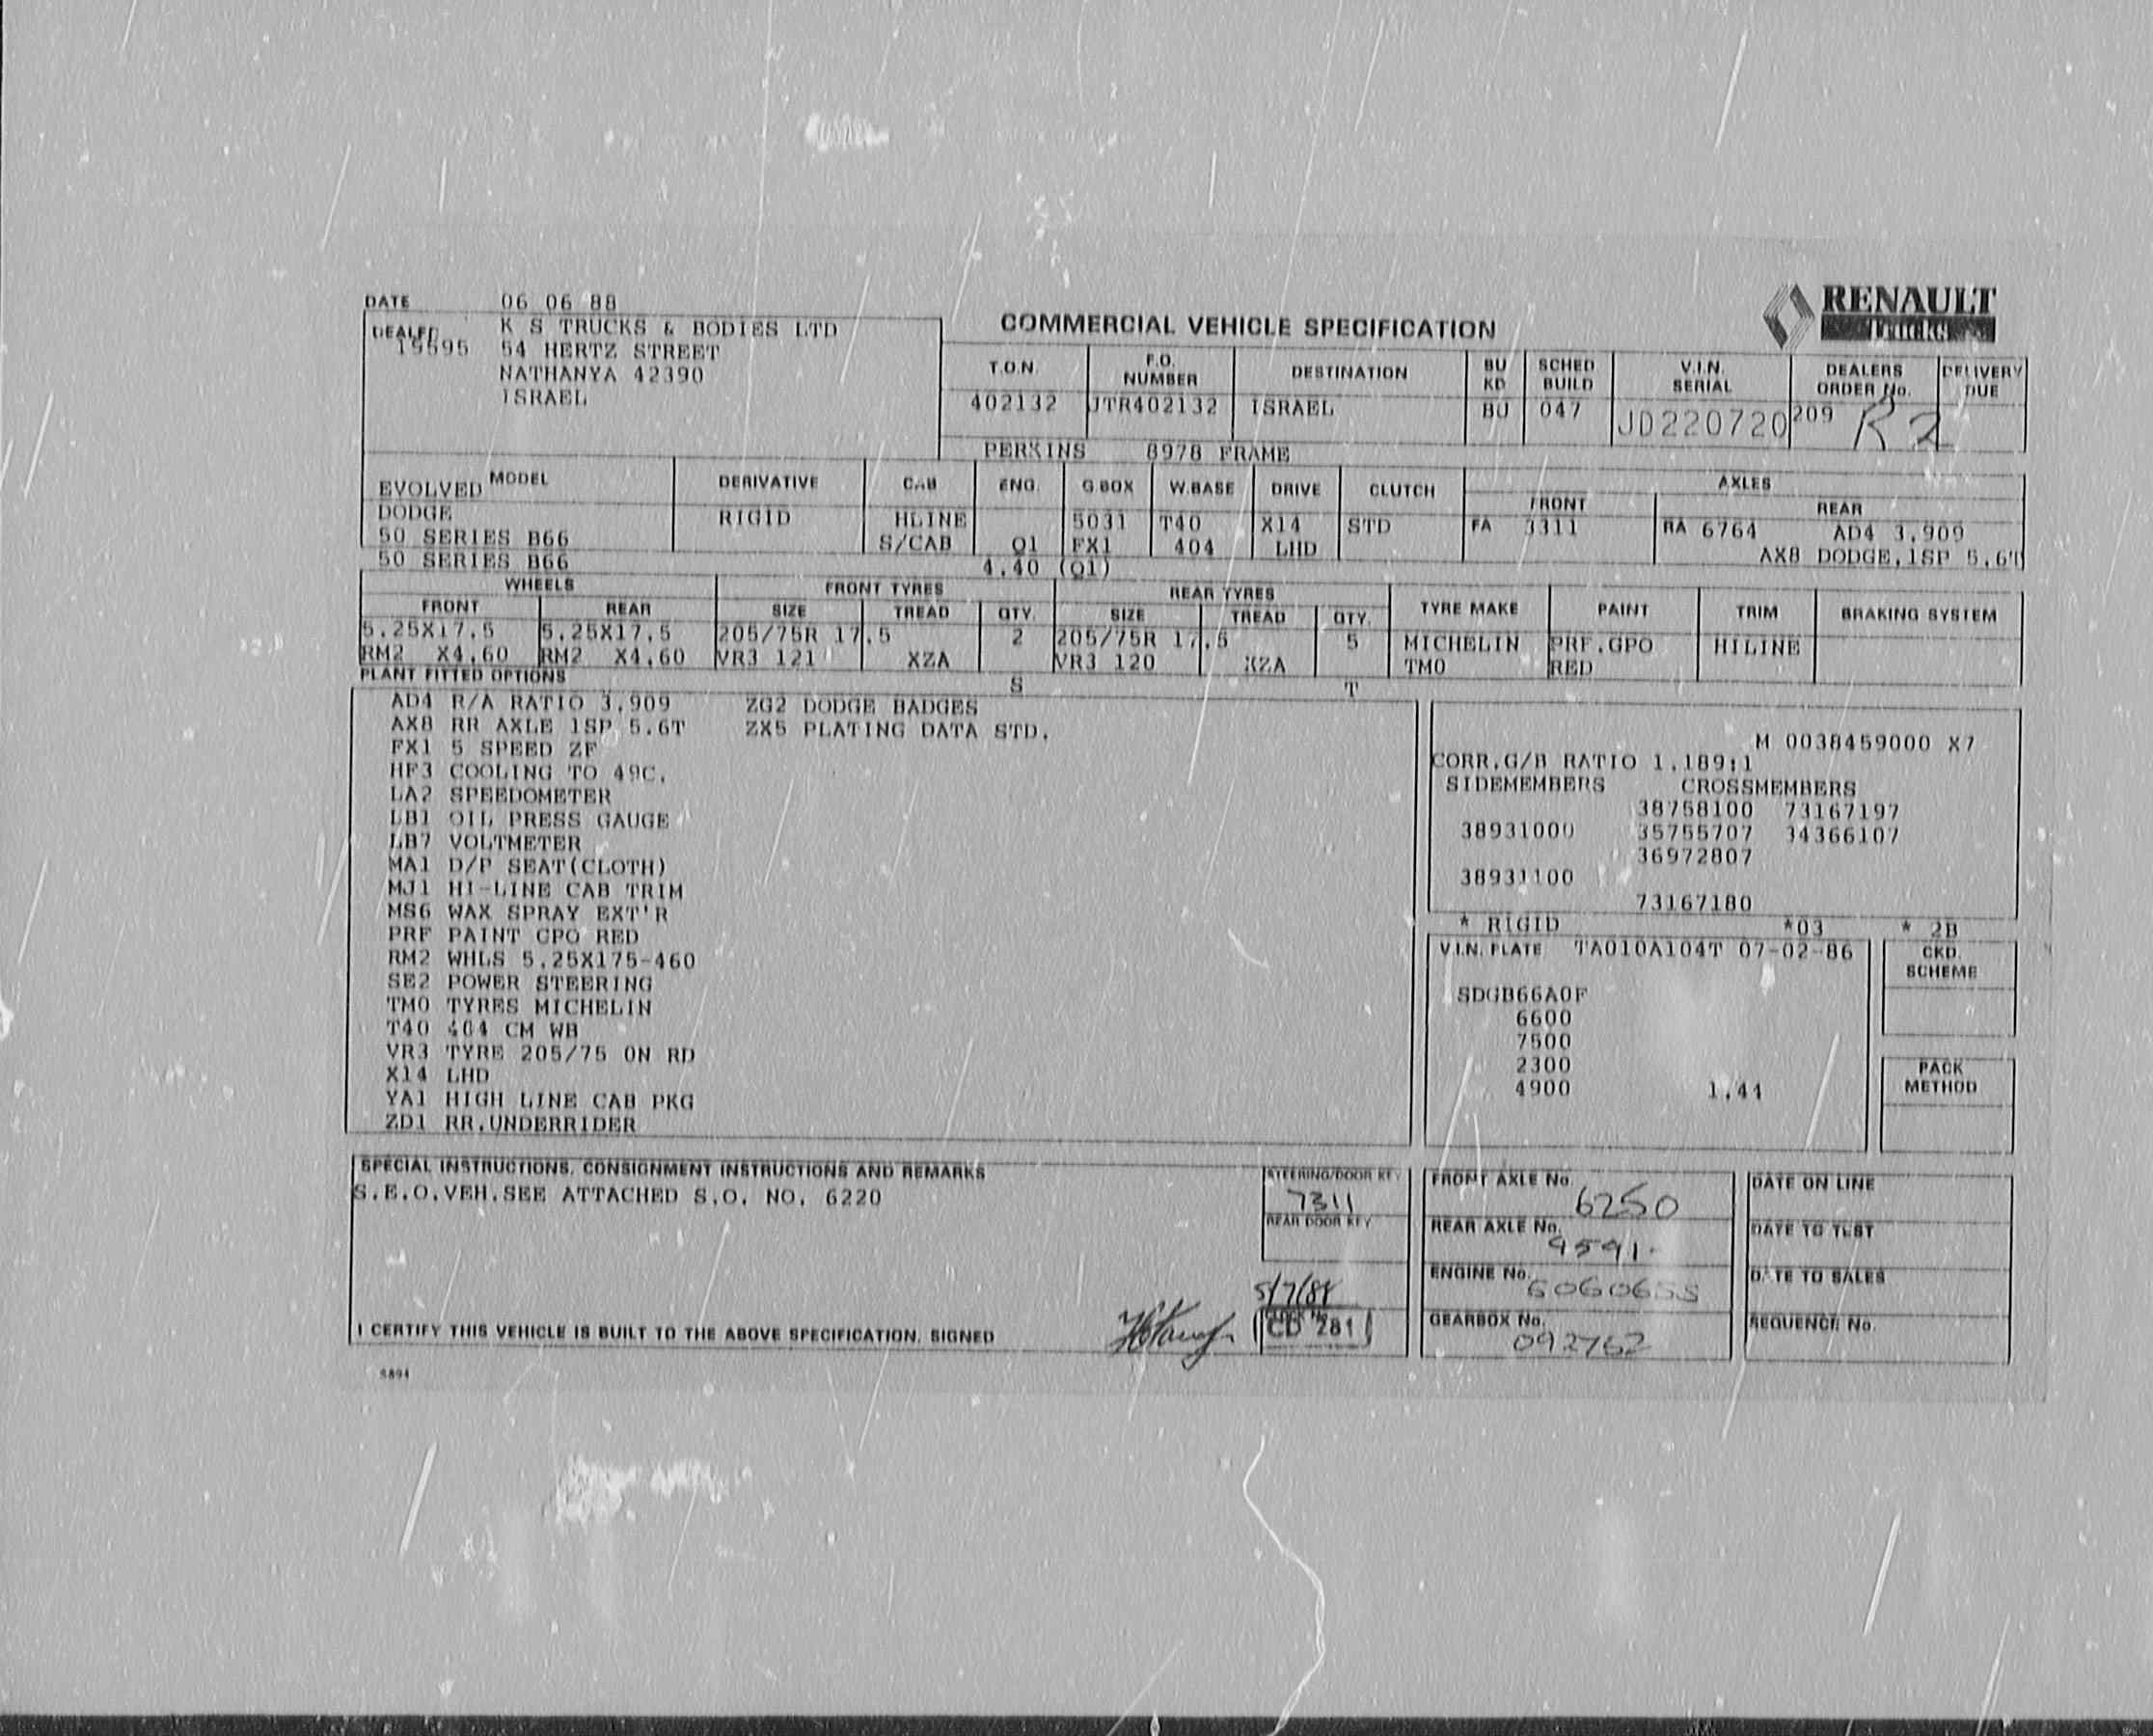 DATE 06 06 88
DEALER 19595 K S TRUCKS & BODIES LTD
54 HERTZ STREET
NATHANYA 42390
ISRAEL
COMMERCIAL VEHICLE SPECIFICATION
RENAULT
Trucks
T.O.N. F.O. NUMBER DESTINATION BU KD SCHED BUILD V.I.N. SERIAL DEALERS ORDER No. DELIVERY DUE
402132 JTR402132 ISRAEL BU 047 JD220720 209 R2
PERKINS 8978 FRAME
MODEL DERIVATIVE CAB ENG. G.BOX W.BASE DRIVE CLUTCH AXLES
FRONT REAR
EVOLVED
DODGE RIGID HLINE 5031 T40 X14 STD FA 3311 RA 6764 AD4 3.909
50 SERIES B66 S/CAB Q1 FX1 404 LHD AX8 DODGE,1SP 5.6T
50 SERIES B66 4.40 (Q1)
WHEELS FRONT TYRES REAR TYRES TYRE MAKE PAINT TRIM BRAKING SYSTEM
FRONT REAR SIZE TREAD QTY. SIZE TREAD QTY.
5.25X17.5 5.25X17.5 205/75R 17.5 2 205/75R 17.5 5 MICHELIN PRF.GPO HILINE
RM2 X4.60 RM2 X4.60 VR3 121 XZA VR3 120 XZA TMO RED
PLANT FITTED OPTIONS S T
AD4 R/A RATIO 3.909 ZG2 DODGE BADGES
AX8 RR AXLE 1SP 5.6T ZX5 PLATING DATA STD.
FX1 5 SPEED ZF
HF3 COOLING TO 49C.
LA2 SPEEDOMETER
LB1 OIL PRESS GAUGE
LB7 VOLTMETER
MA1 D/P SEAT(CLOTH)
MJ1 HI-LINE CAB TRIM
MS6 WAX SPRAY EXT'R
PRF PAINT GPO RED
RM2 WHLS 5.25X175-460
SE2 POWER STEERING
TMO TYRES MICHELIN
T40 404 CM WB
VR3 TYRE 205/75 ON RD
X14 LHD
YA1 HIGH LINE CAB PKG
ZD1 RR.UNDERRIDER
M 0038459000 X7
CORR.G/B RATIO 1.189:1
SIDEMEMBERS CROSSMEMBERS
38758100 73167197
38931000 35755707 34366107
36972807
38931100
73167180
* RIGID *03 * 2B
V.I.N. PLATE TA010A104T 07-02-86
CKD. SCHEME
SDGB66A0F
6600
7500
2300
4900 1.44
PACK METHOD
SPECIAL INSTRUCTIONS, CONSIGNMENT INSTRUCTIONS AND REMARKS
S.E.O.VEH.SEE ATTACHED S.O. NO. 6220
STEERING/DOOR KEY
7311
REAR DOOR KEY
5/7/88
CLOCK No.
CD 281
I CERTIFY THIS VEHICLE IS BUILT TO THE ABOVE SPECIFICATION. SIGNED
FRONT AXLE No. 6250
REAR AXLE No. 9591
ENGINE No.
GEARBOX No. 092762
DATE ON LINE
DATE TO TEST
DATE TO SALES
SEQUENCE No.